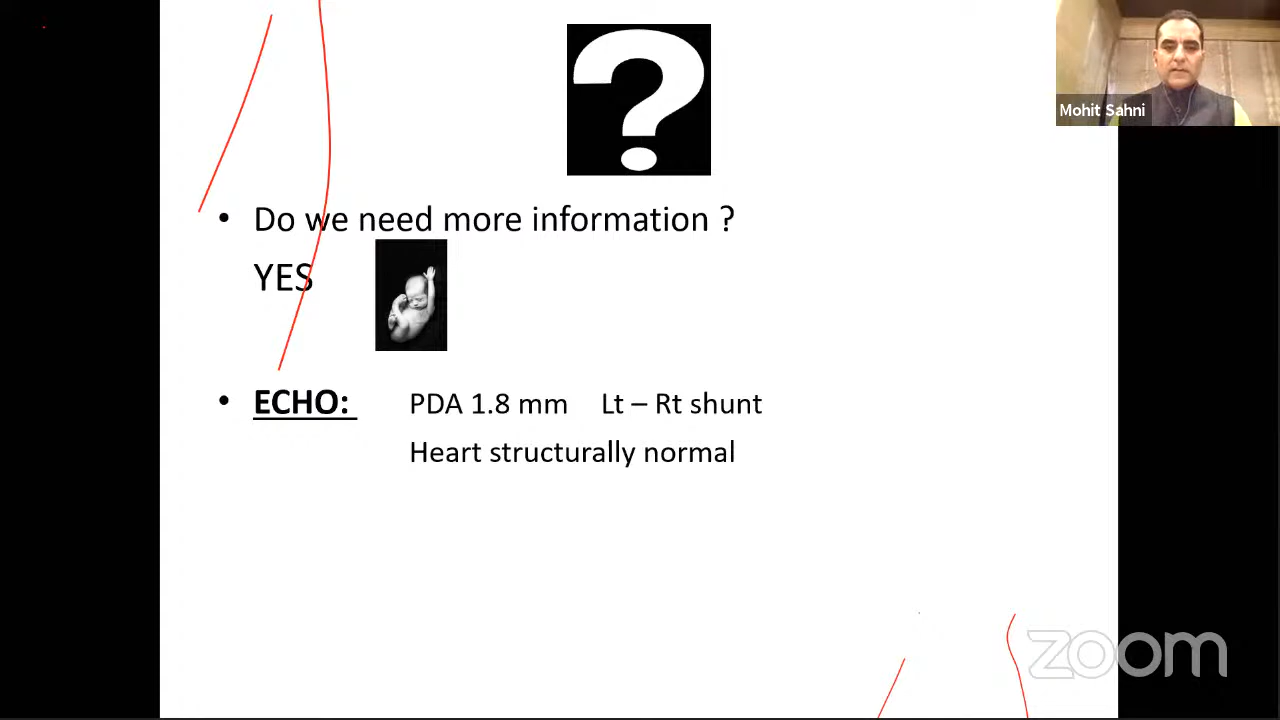 Mohit Sahni
• Do we need more information ?
YES
• ECHO: PDA 1.8 mm Lt – Rt shunt
Heart structurally normal
zoom